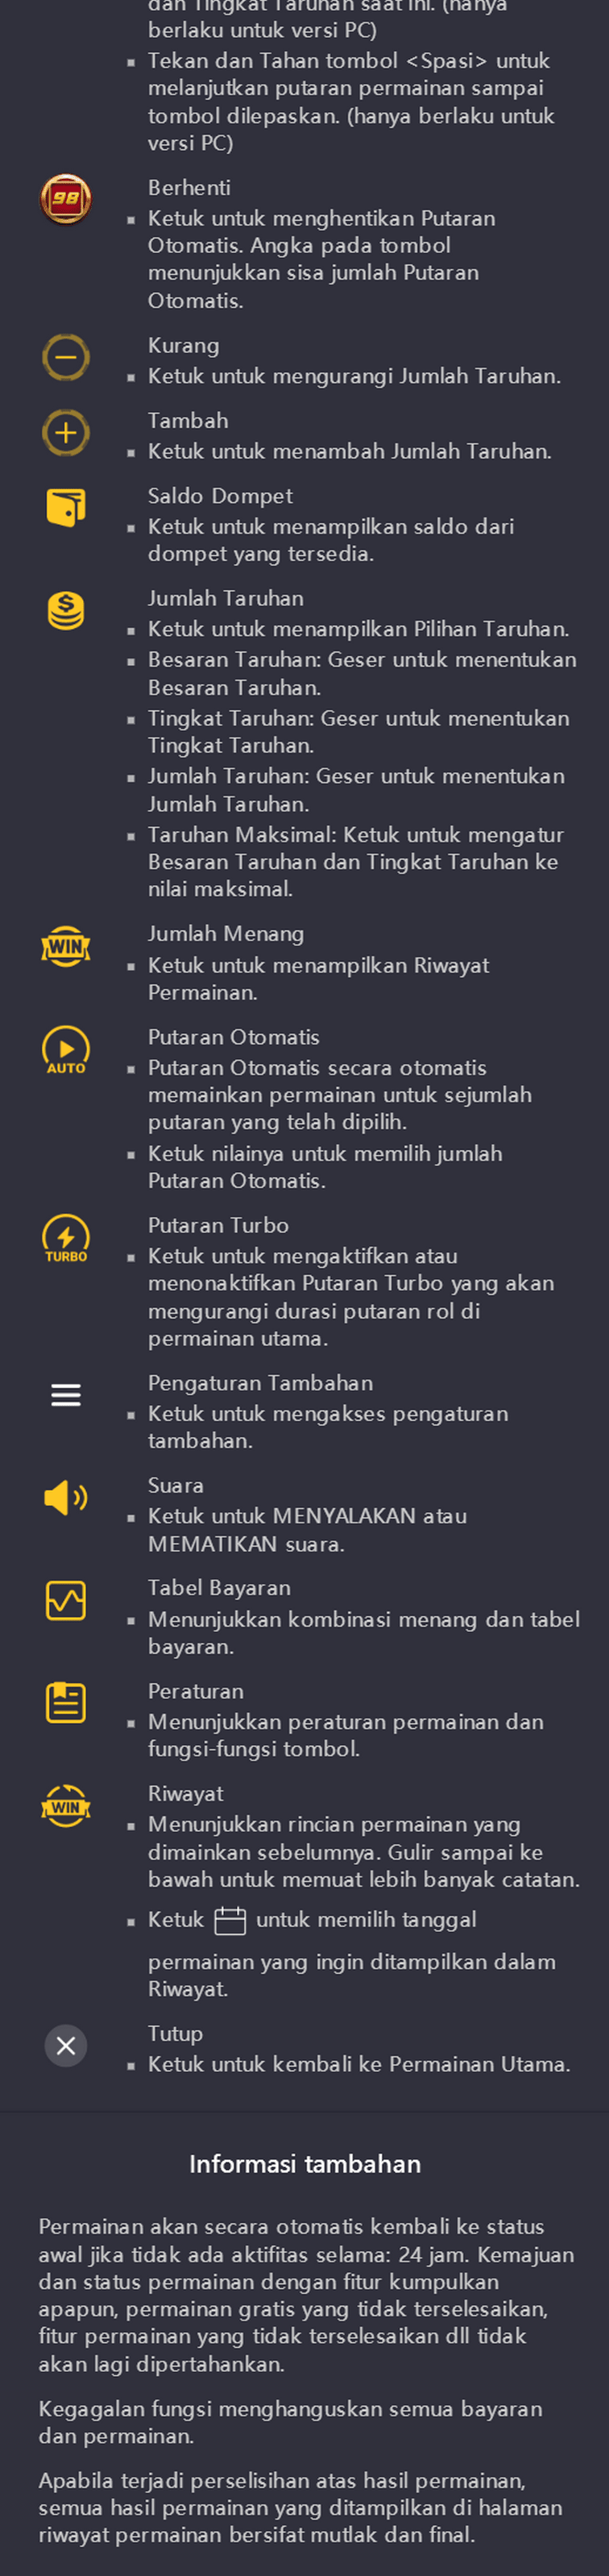 dan Tingkat Taruhan saat ini. (hanya
berlaku untuk versi PC)
Tekan dan Tahan tombol <Spasi> untuk
melanjutkan putaran permainan sampai
tombol dilepaskan. (hanya berlaku untuk
versi PC)
98
Berhenti
Ketuk untuk menghentikan Putaran
Otomatis. Angka pada tombol
menunjukkan sisa jumlah Putaran
Otomatis.
Kurang
Ketuk untuk mengurangi Jumlah Taruhan.
Tambah
Ketuk untuk menambah Jumlah Taruhan.
Saldo Dompet
Ketuk untuk menampilkan saldo dari
dompet yang tersedia.
Jumlah Taruhan
Ketuk untuk menampilkan Pilihan Taruhan.
Besaran Taruhan: Geser untuk menentukan
Besaran Taruhan.
Tingkat Taruhan: Geser untuk menentukan
Tingkat Taruhan.
Jumlah Taruhan: Geser untuk menentukan
Jumlah Taruhan.
Taruhan Maksimal: Ketuk untuk mengatur
Besaran Taruhan dan Tingkat Taruhan ke
nilai maksimal.
WIN
Jumlah Menang
Ketuk untuk menampilkan Riwayat
Permainan.
AUTO
Putaran Otomatis
Putaran Otomatis secara otomatis
memainkan permainan untuk sejumlah
putaran yang telah dipilih.
Ketuk nilainya untuk memilih jumlah
Putaran Otomatis.
TURBO
Putaran Turbo
Ketuk untuk mengaktifkan atau
menonaktifkan Putaran Turbo yang akan
mengurangi durasi putaran rol di
permainan utama.
Pengaturan Tambahan
Ketuk untuk mengakses pengaturan
tambahan.
Suara
Ketuk untuk MENYALAKAN atau
MEMATIKAN suara.
Tabel Bayaran
Menunjukkan kombinasi menang dan tabel
bayaran.
Peraturan
Menunjukkan peraturan permainan dan
fungsi-fungsi tombol.
WIN
Riwayat
Menunjukkan rincian permainan yang
dimainkan sebelumnya. Gulir sampai ke
bawah untuk memuat lebih banyak catatan.
Ketuk untuk memilih tanggal
permainan yang ingin ditampilkan dalam
Riwayat.
Tutup
Ketuk untuk kembali ke Permainan Utama.
Informasi tambahan
Permainan akan secara otomatis kembali ke status
awal jika tidak ada aktifitas selama: 24 jam. Kemajuan
dan status permainan dengan fitur kumpulkan
apapun, permainan gratis yang tidak terselesaikan,
fitur permainan yang tidak terselesaikan dll tidak
akan lagi dipertahankan.
Kegagalan fungsi menghanguskan semua bayaran
dan permainan.
Apabila terjadi perselisihan atas hasil permainan,
semua hasil permainan yang ditampilkan di halaman
riwayat permainan bersifat mutlak dan final.